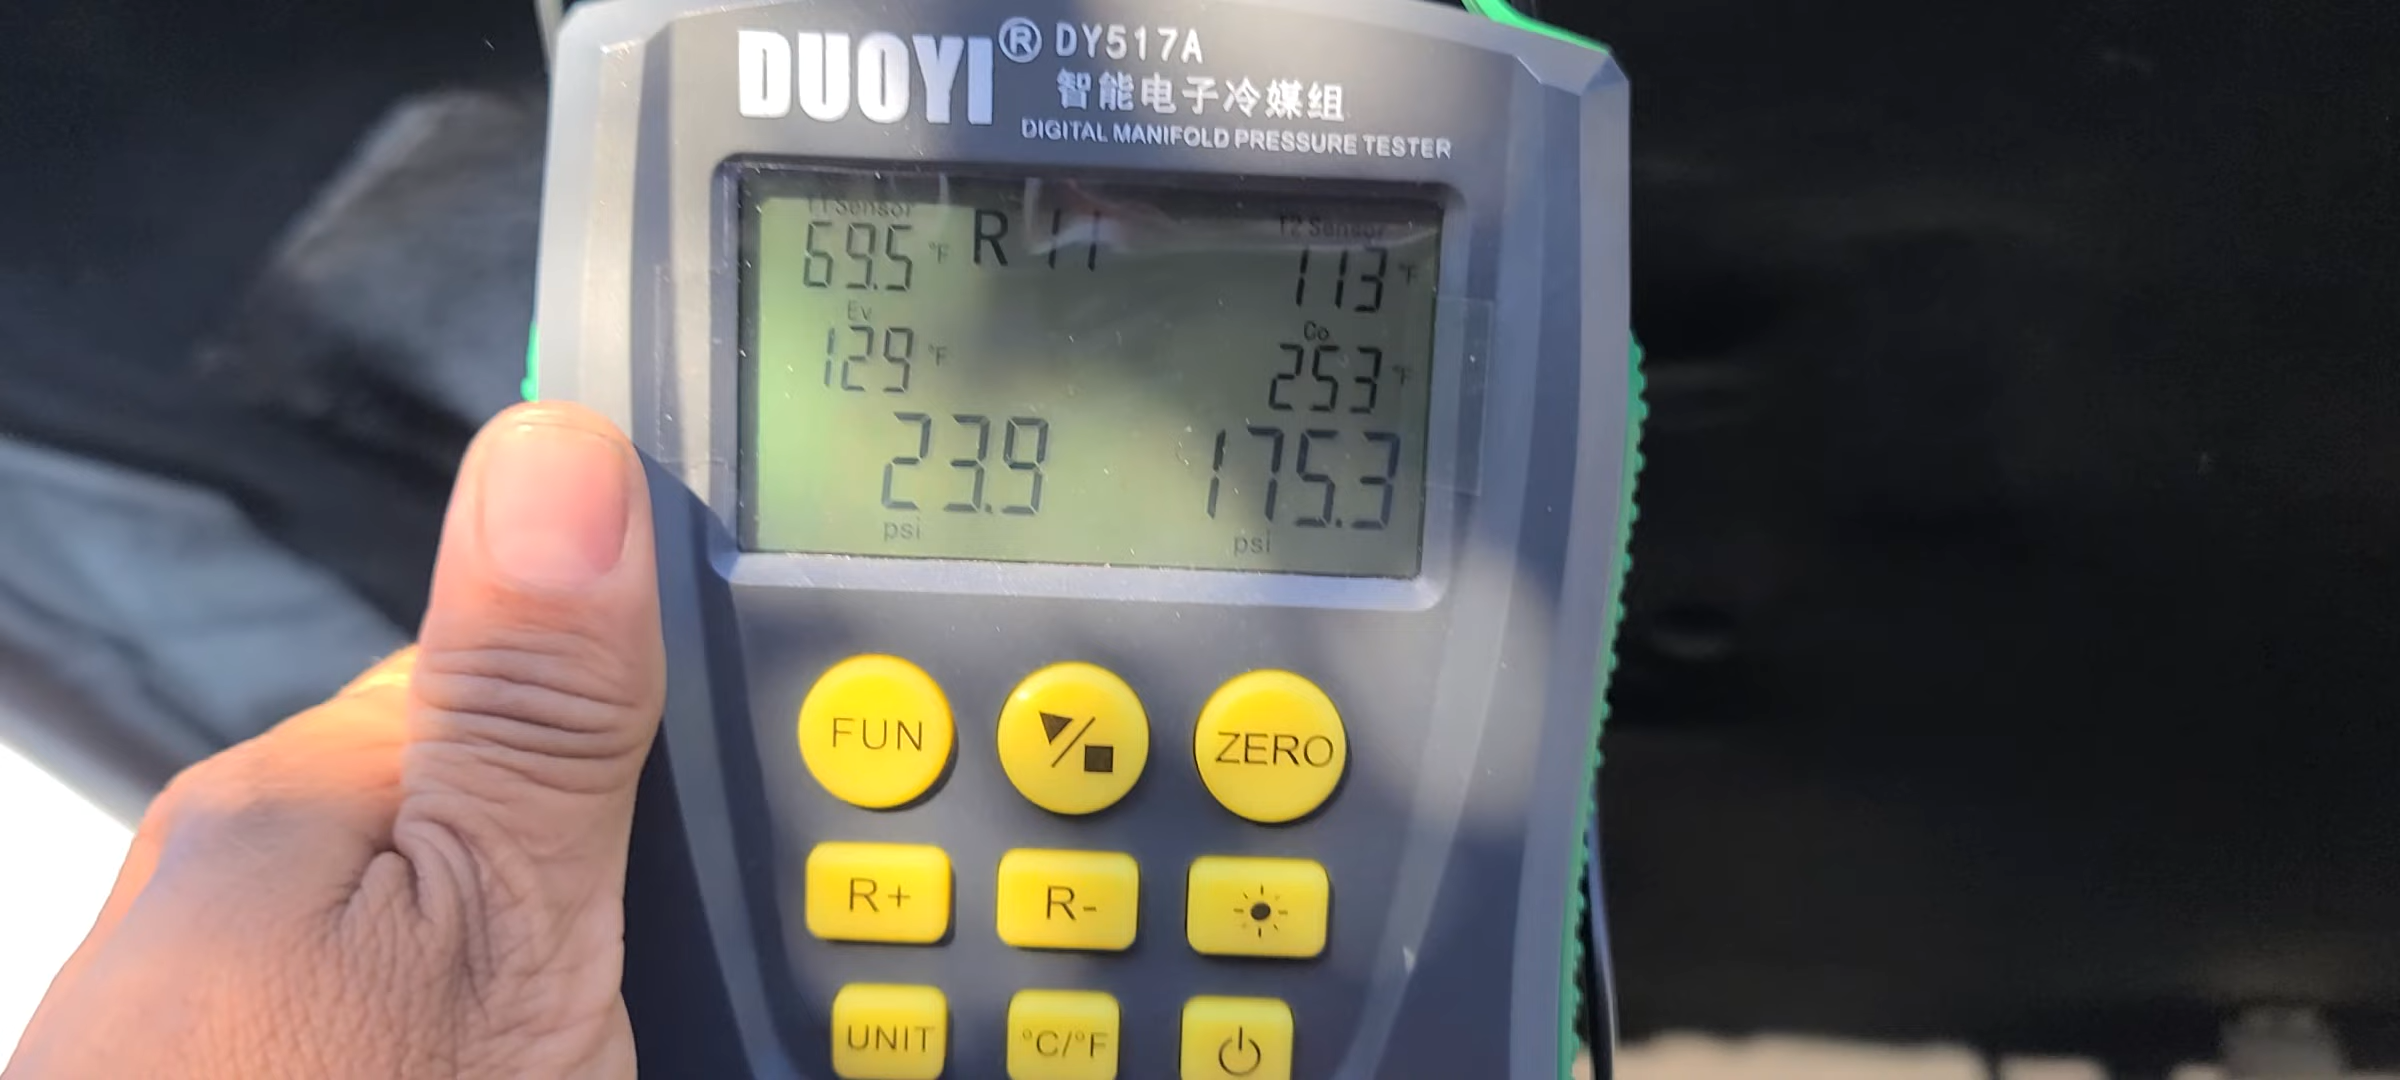 DUOYI® DY517A
智能电子冷媒组
DIGITAL MANIFOLD PRESSURE TESTER
T1 Sensor R 11 T2 Sensor
69.5 °F 113 °F
Ev Co
129 °F 253 °F
23.9 175.3
psi psi
FUN ZERO
R+ R-
UNIT °C/°F